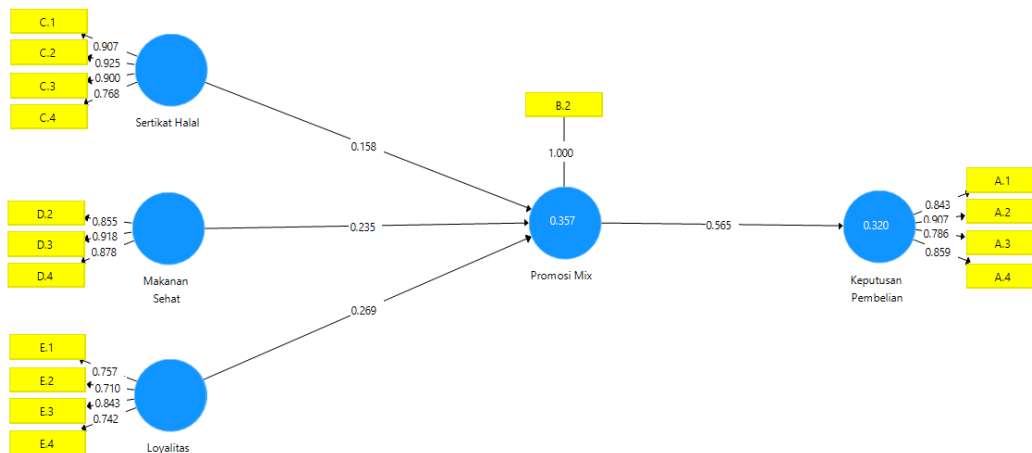 C.1
0.907
C.2
0.925
0.900
C.3
0.768
C.4
Sertikat Halal
0.158
B.2
1.000
D.2
0.855
D.3
0.918
0.878
D.4
Makanan
Sehat
0.235
0.357
Promosi Mix
0.565
0.320
Keputusan
Pembelian
A.1
0.843
A.2
0.907
0.786
A.3
0.859
A.4
0.269
E.1
0.757
E.2
0.710
0.843
E.3
0.742
E.4
Loyalitas